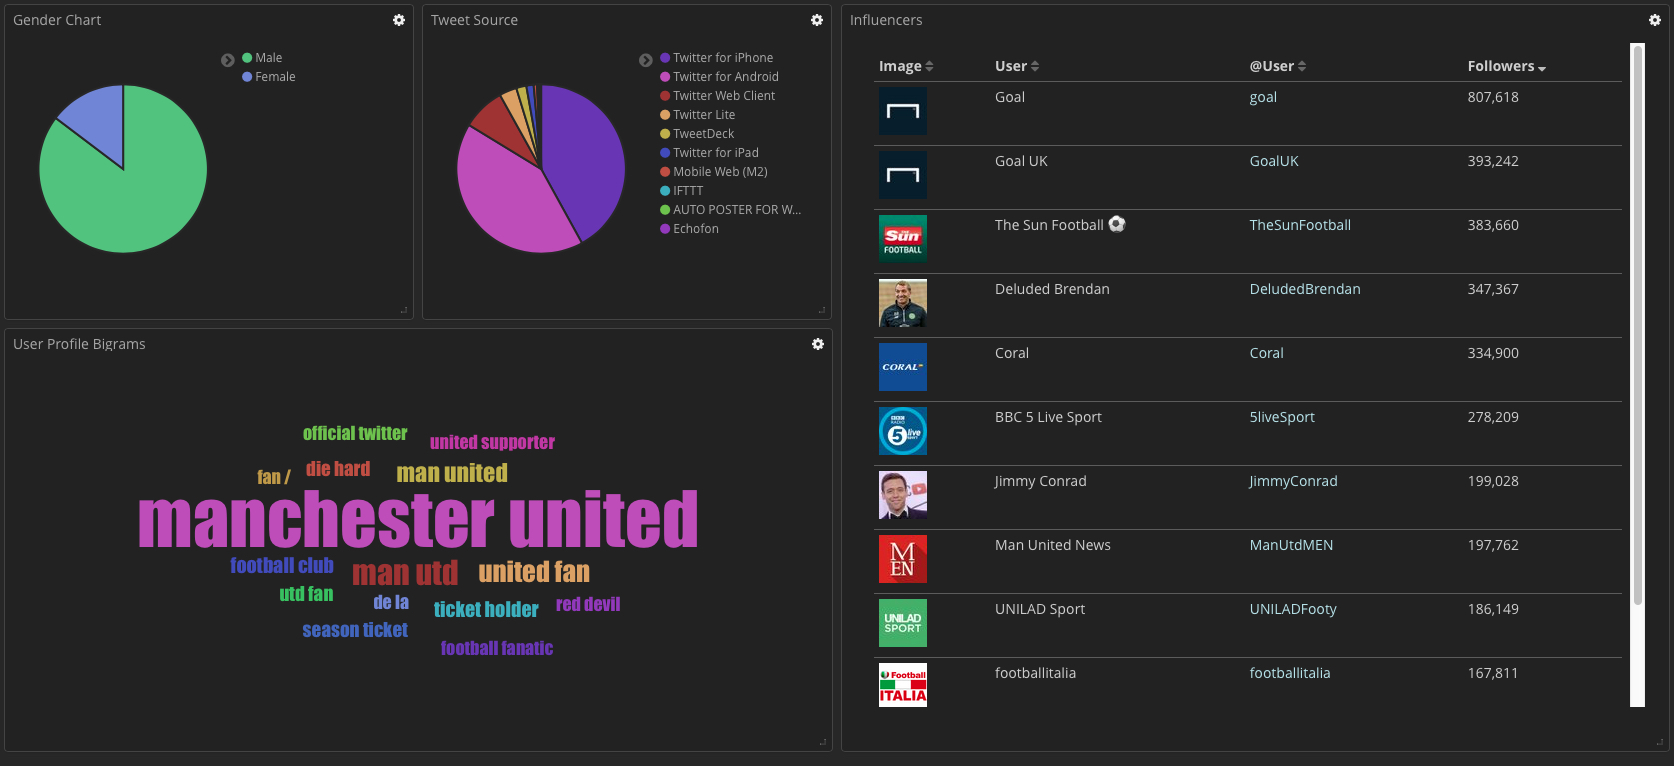 Gender Chart
Male
Female
Tweet Source
Twitter for iPhone
Twitter for Android
Twitter Web Client
Twitter Lite
TweetDeck
Twitter for iPad
Mobile Web (M2)
IFTTT
AUTO POSTER FOR W...
Echofon
User Profile Bigrams
official twitter
united supporter
fan /
die hard
man united
manchester united
football club
man utd
united fan
utd fan
de la
ticket holder
red devil
season ticket
football fanatic
Influencers
Image User @User Followers
Goal goal 807,618
Goal UK GoalUK 393,242
THE Sun FOOTBALL
The Sun Football ⚽ TheSunFootball 383,660
Deluded Brendan DeludedBrendan 347,367
CORAL
Coral Coral 334,900
BBC RADIO 5 live sport
BBC 5 Live Sport 5liveSport 278,209
Jimmy Conrad JimmyConrad 199,028
M
EN
Man United News ManUtdMEN 197,762
UNILAD
SPORT
UNILAD Sport UNILADFooty 186,149
Football
ITALIA
footballitalia footballitalia 167,811